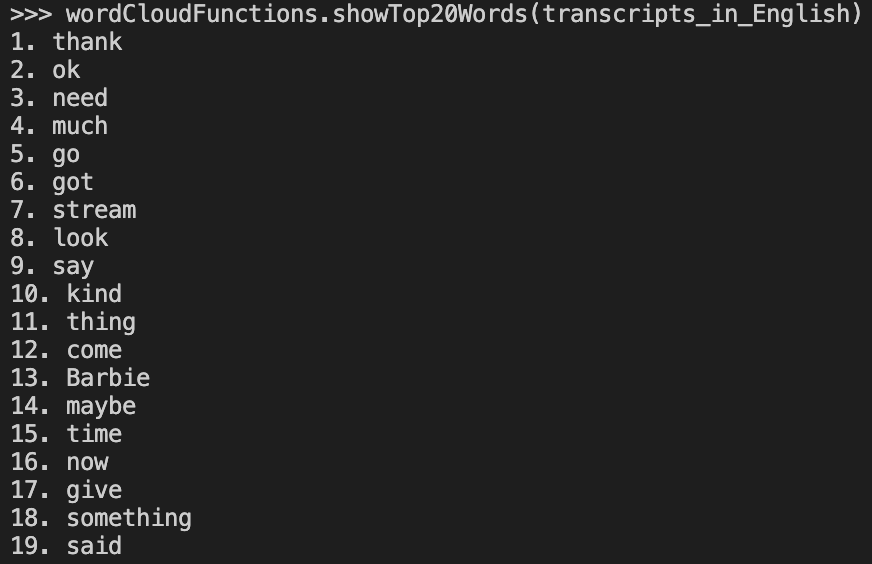 >>> wordCloudFunctions.showTop20Words(transcripts_in_English)
1. thank
2. ok
3. need
4. much
5. go
6. got
7. stream
8. look
9. say
10. kind
11. thing
12. come
13. Barbie
14. maybe
15. time
16. now
17. give
18. something
19. said